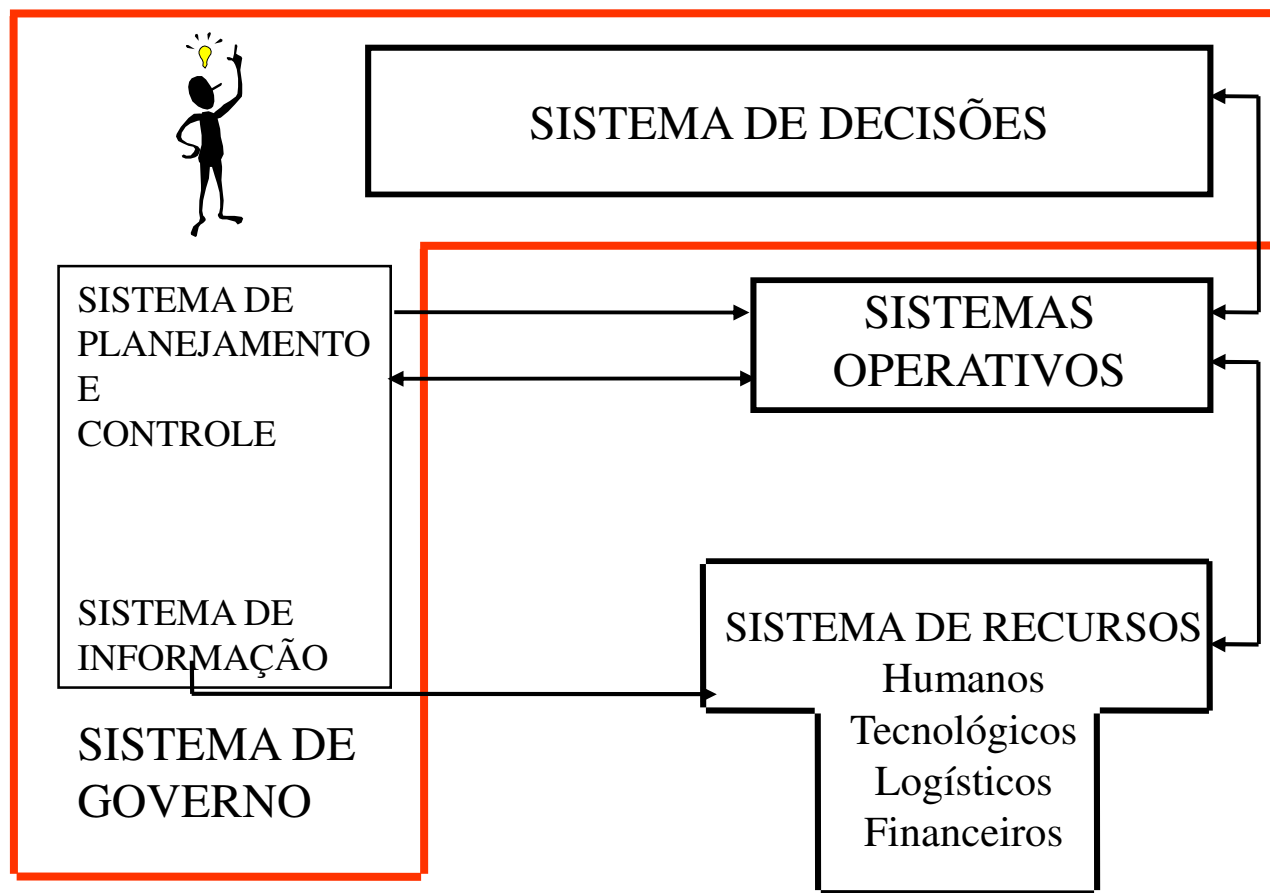 SISTEMA DE DECISÕES
SISTEMA DE
PLANEJAMENTO
E
CONTROLE
SISTEMAS
OPERATIVOS
SISTEMA DE
INFORMAÇÃO
SISTEMA DE RECURSOS
Humanos
Tecnológicos
Logísticos
Financeiros
SISTEMA DE
GOVERNO